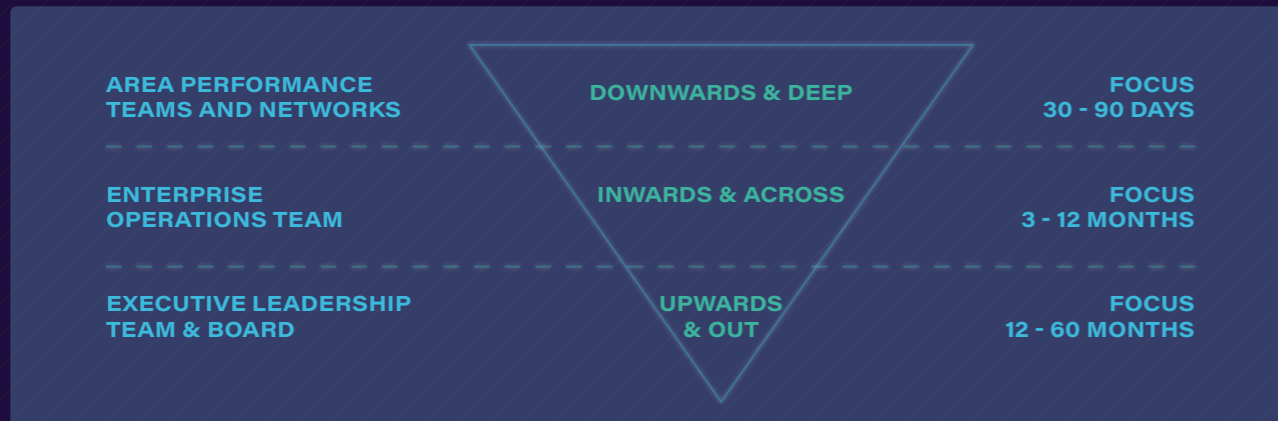 AREA PERFORMANCE
TEAMS AND NETWORKS
DOWNWARDS & DEEP
FOCUS
30 - 90 DAYS
ENTERPRISE
OPERATIONS TEAM
INWARDS & ACROSS
FOCUS
3 - 12 MONTHS
EXECUTIVE LEADERSHIP
TEAM & BOARD
UPWARDS
& OUT
FOCUS
12 - 60 MONTHS